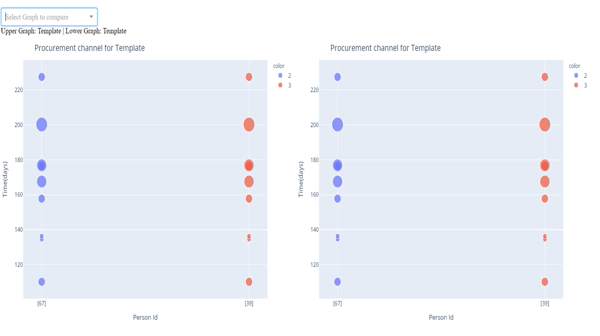 Select Graph to compare
Upper Graph: Template | Lower Graph: Template
Procurement channel for Template
color
2
3
220
200
180
160
140
120
Time(days)
[67]
[39]
Person Id
Procurement channel for Template
color
2
3
220
200
180
160
140
120
Time(days)
[67]
[39]
Person Id